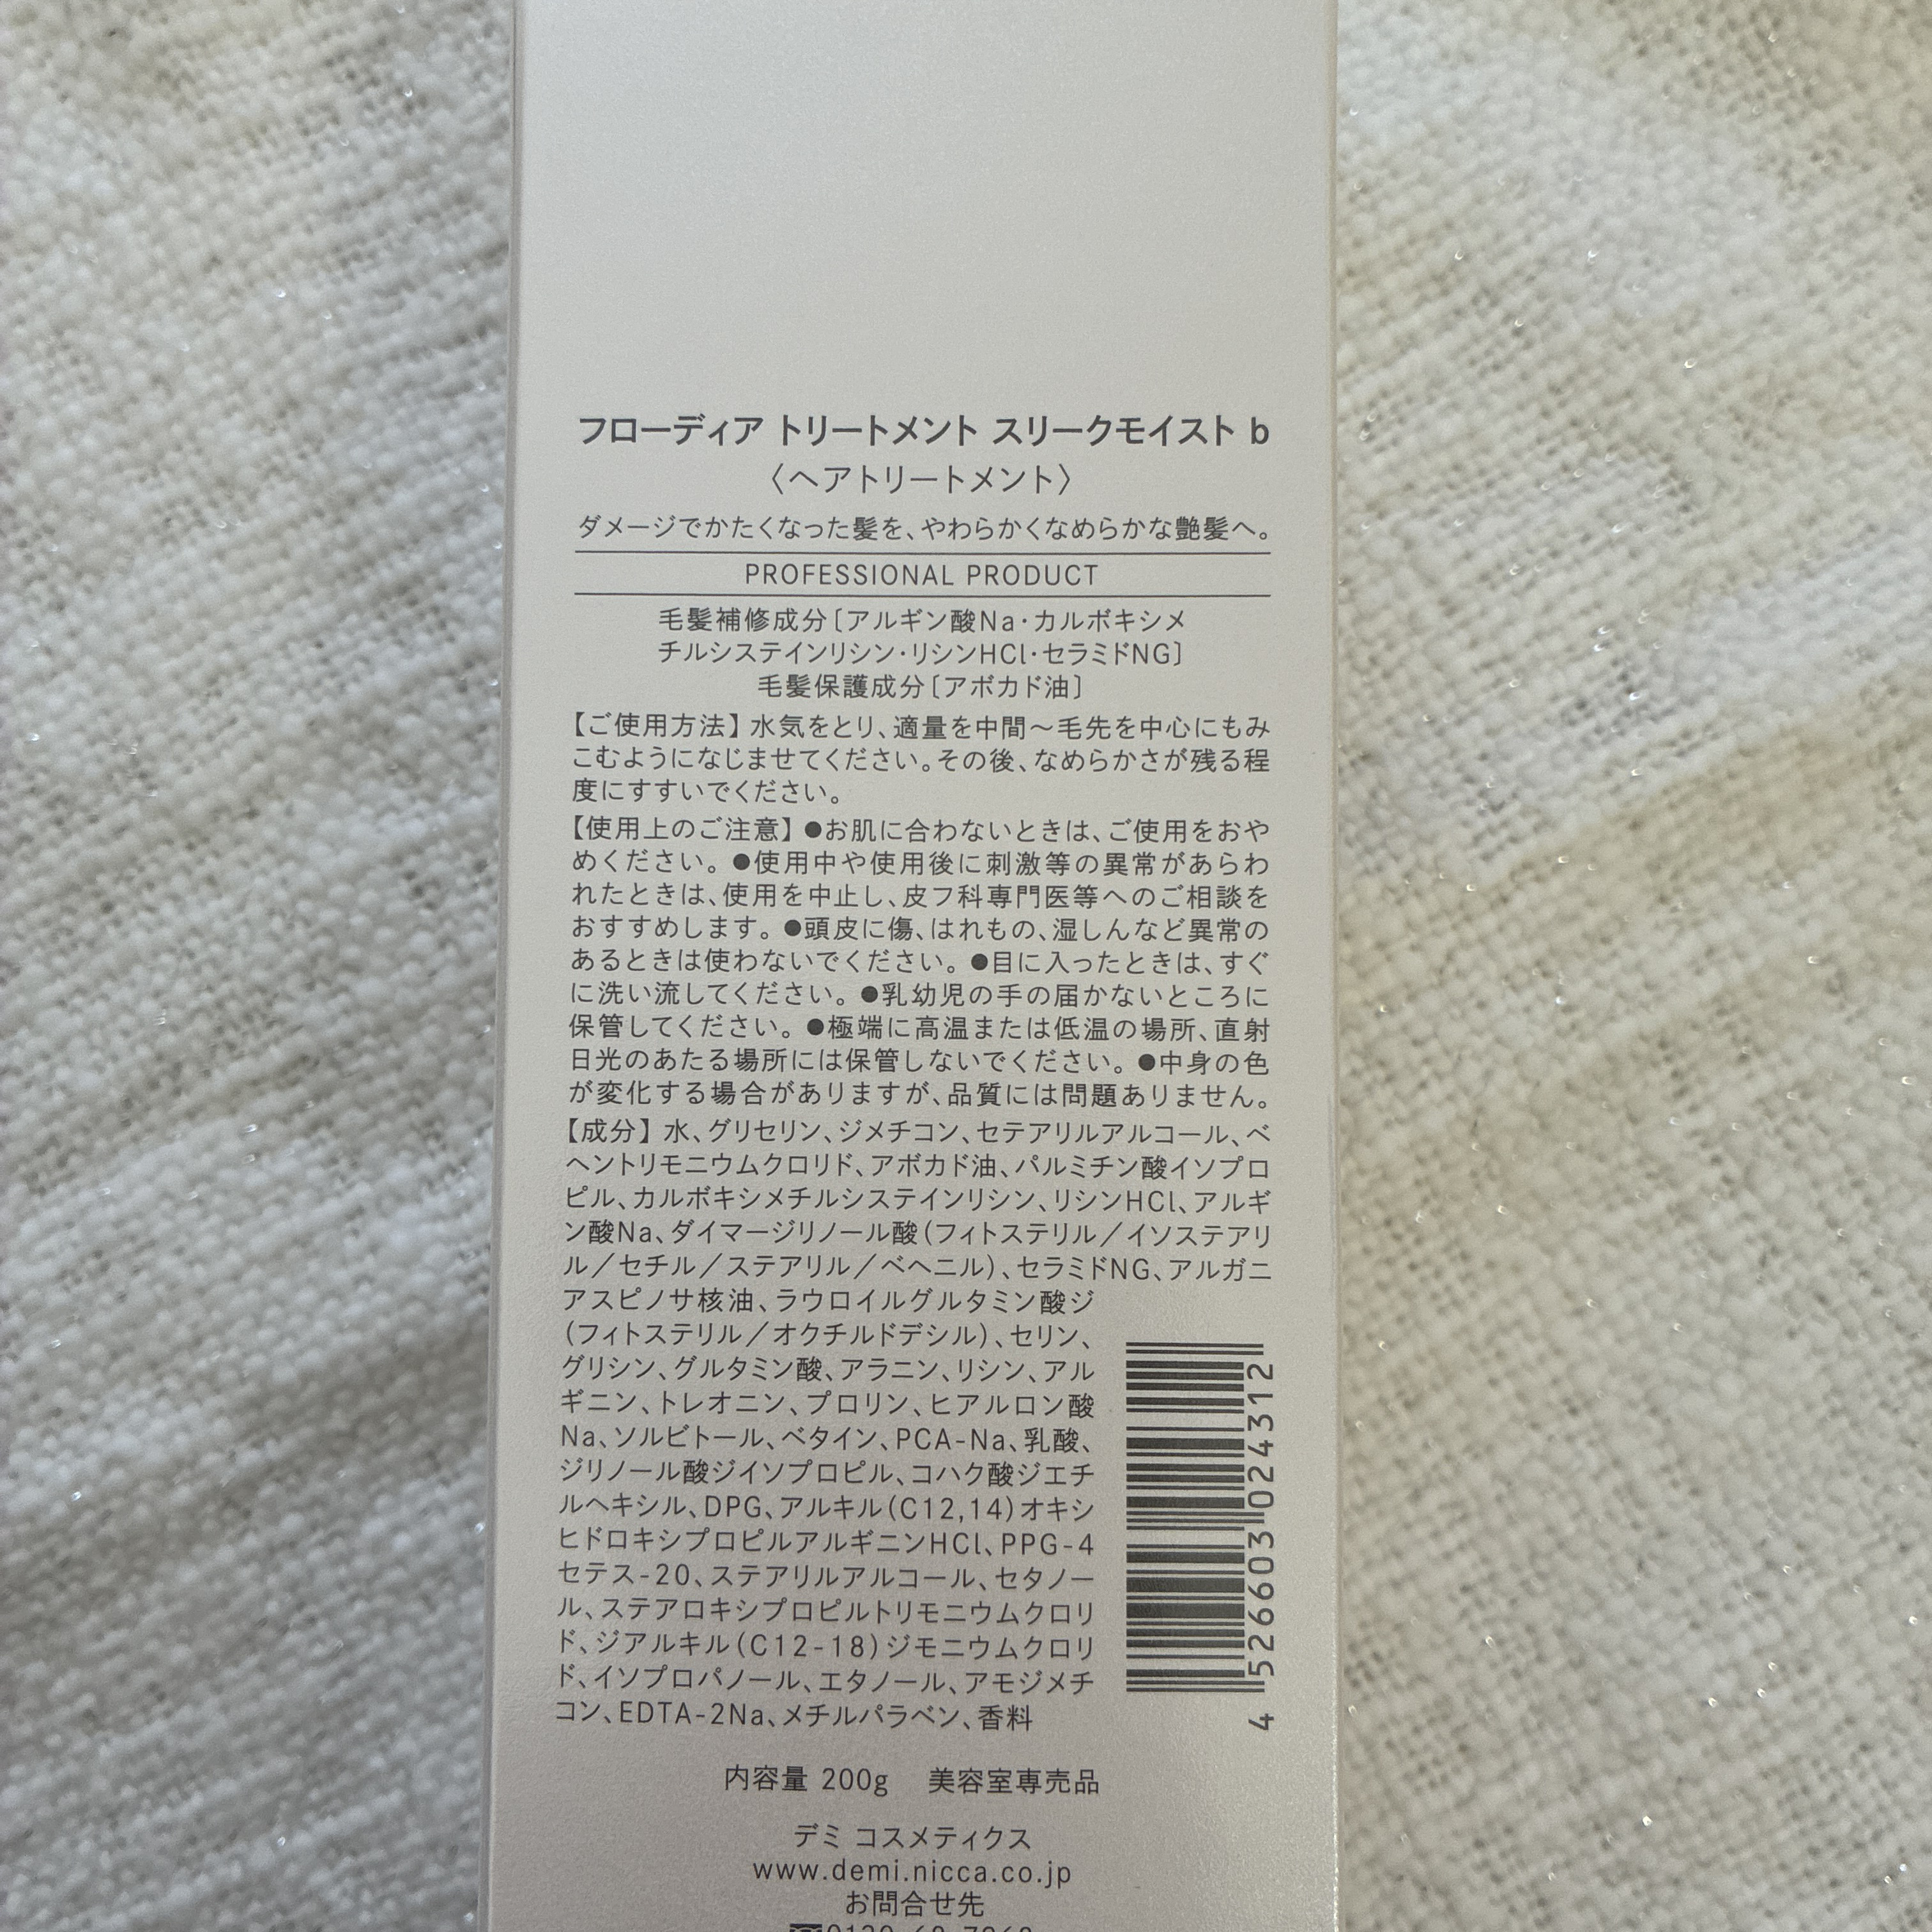 フローディア トリートメント スリークモイスト b
〈ヘアトリートメント〉
ダメージでかたくなった髪を、やわらかくなめらかな艶髪へ。
PROFESSIONAL PRODUCT
毛髪補修成分〔アルギン酸Na・カルボキシメ
チルシステインリシン・リシンHCl・セラミドNG〕
毛髪保護成分〔アボカド油〕
【ご使用方法】水気をとり、適量を中間～毛先を中心にもみ
こむようになじませてください。その後、なめらかさが残る程
度にすすいでください。
【使用上のご注意】●お肌に合わないときは、ご使用をおや
めください。●使用中や使用後に刺激等の異常があらわ
れたときは、使用を中止し、皮フ科専門医等へのご相談を
おすすめします。●頭皮に傷、はれもの、湿しんなど異常の
あるときは使わないでください。●目に入ったときは、すぐ
に洗い流してください。●乳幼児の手の届かないところに
保管してください。●極端に高温または低温の場所、直射
日光のあたる場所には保管しないでください。●中身の色
が変化する場合がありますが、品質には問題ありません。
【成分】水、グリセリン、ジメチコン、セテアリルアルコール、ベ
ヘントリモニウムクロリド、アボカド油、パルミチン酸イソプロ
ピル、カルボキシメチルシステインリシン、リシンHCl、アルギ
ン酸Na、ダイマージリノール酸（フィトステリル／イソステアリ
ル／セチル／ステアリル／ベヘニル）、セラミドNG、アルガニ
アスピノサ核油、ラウロイルグルタミン酸ジ
（フィトステリル／オクチルドデシル）、セリン、
グリシン、グルタミン酸、アラニン、リシン、アル
ギニン、トレオニン、プロリン、ヒアルロン酸
Na、ソルビトール、ベタイン、PCA-Na、乳酸、
ジリノール酸ジイソプロピル、コハク酸ジエチ
ルヘキシル、DPG、アルキル（C12,14）オキシ
ヒドロキシプロピルアルギニンHCl、PPG-4
セテス-20、ステアリルアルコール、セタノー
ル、ステアロキシプロピルトリモニウムクロリ
ド、ジアルキル（C12-18）ジモニウムクロリ
ド、イソプロパノール、エタノール、アモジメチ
コン、EDTA-2Na、メチルパラベン、香料
4 526603 024312
内容量 200g 美容室専売品
デミ コスメティクス
www.demi.nicca.co.jp
お問合せ先